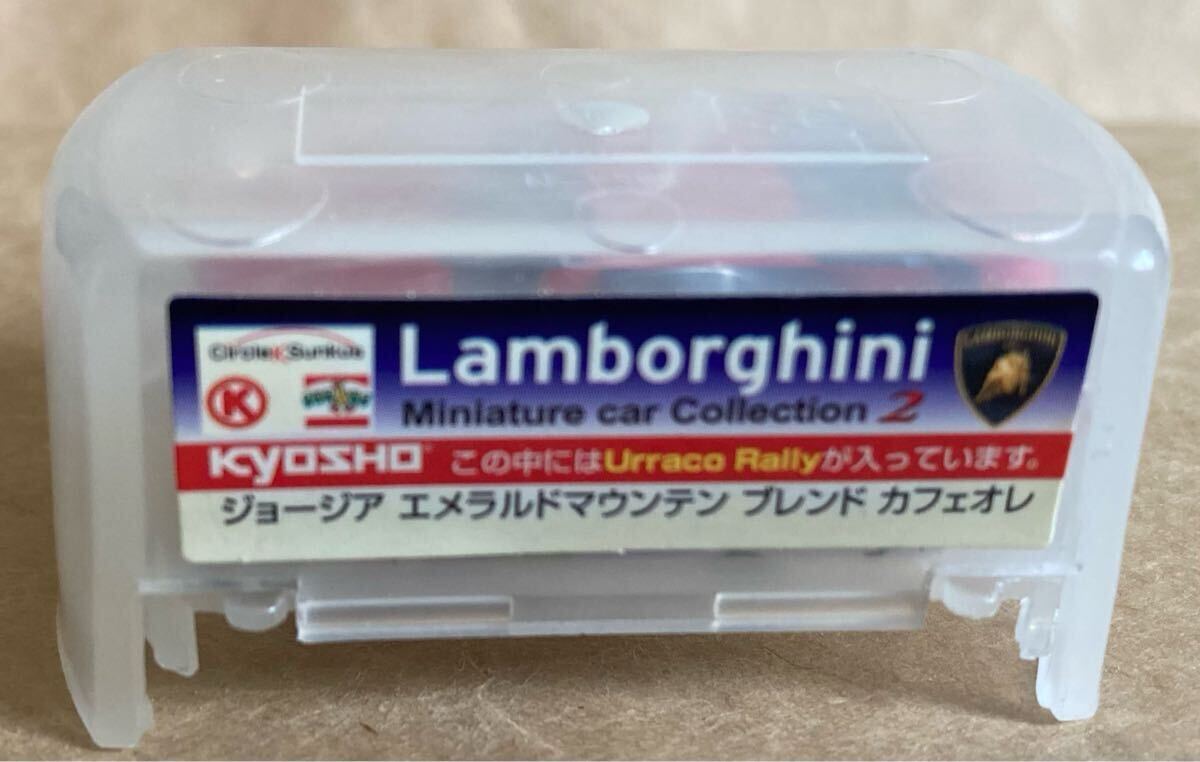 CircleKSunkus
K
Lamborghini
LAMBORGHINI
Miniature car Collection 2
KYOSHO この中にはUrraco Rallyが入っています。
ジョージア エメラルドマウンテン ブレンド カフェオレ